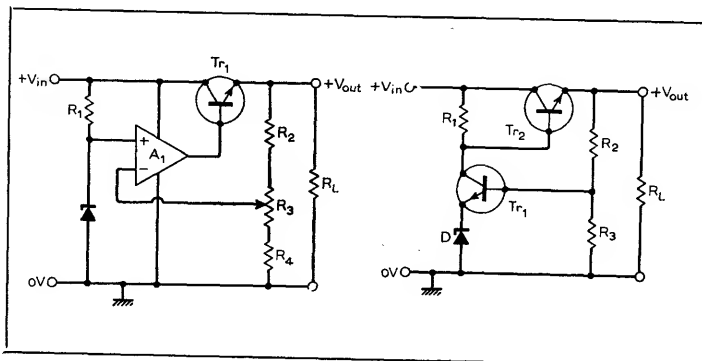 Tr₁
+Vin
+Vout
R₁
R₂
+
A₁
−
R₃
RL
R₄
0V
+Vin
+Vout
R₁
Tr₂
R₂
RL
Tr₁
D
R₃
0V